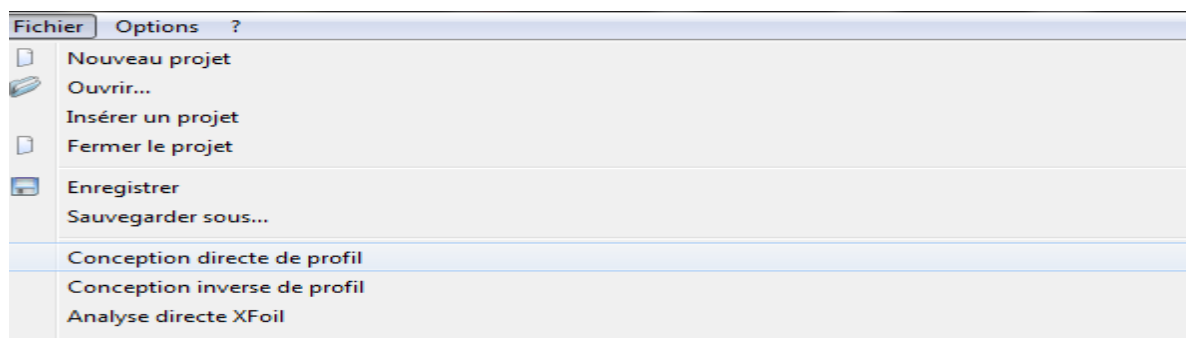 Fichier Options ?
Nouveau projet
Ouvrir...
Insérer un projet
Fermer le projet
Enregistrer
Sauvegarder sous...
Conception directe de profil
Conception inverse de profil
Analyse directe XFoil